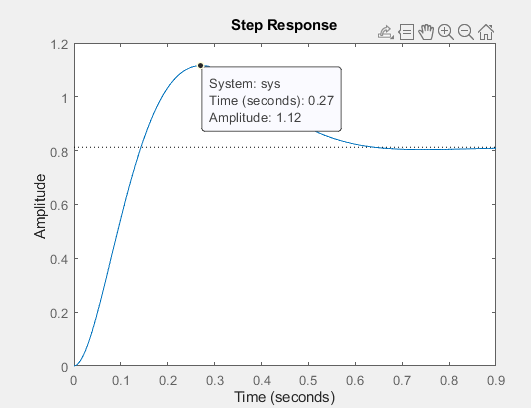 Step Response
1.2
1
0.8
0.6
0.4
0.2
0
Amplitude
System: sys
Time (seconds): 0.27
Amplitude: 1.12
0 0.1 0.2 0.3 0.4 0.5 0.6 0.7 0.8 0.9
Time (seconds)